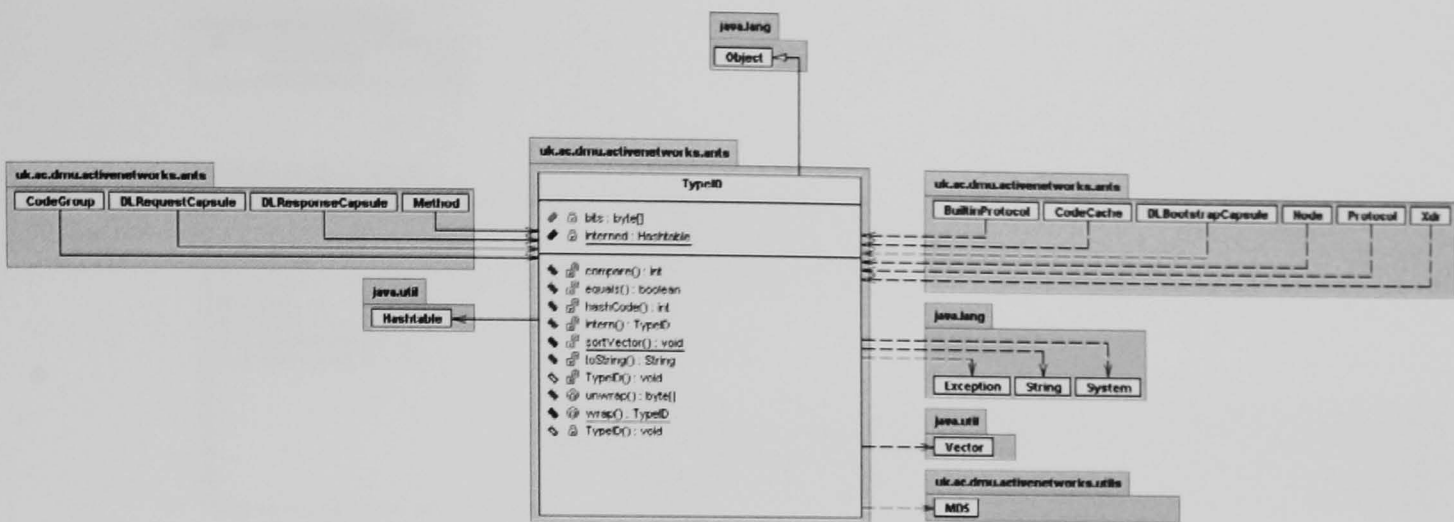 java.lang
Object
uk.ac.dmu.activenetworks.ants
CodeGroup DLRequestCapsule DLResponseCapsule Method
java.util
Hashtable
uk.ac.dmu.activenetworks.ants
TypeID
bits : byte[]
interned : Hashtable
compare() : int
equals() : boolean
hashCode() : int
intern() : TypeID
sortVector() : void
toString() : String
TypeID() : void
unwrap() : byte[]
wrap() : TypeID
TypeID() : void
uk.ac.dmu.activenetworks.ants
BuiltinProtocol CodeCache DLBootstrapCapsule Node Protocol Xdr
java.lang
Exception String System
java.util
Vector
uk.ac.dmu.activenetworks.utils
MD5